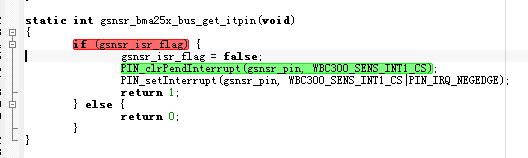 static int gsnsr_bma25x_bus_get_itpin(void)
{
if (gsnsr_isr_flag) {
gsnsr_isr_flag = false;
PIN_clrPendInterrupt(gsnsr_pin, WBC300_SENS_INT1_CS);
PIN_setInterrupt(gsnsr_pin, WBC300_SENS_INT1_CS|PIN_IRQ_NEGEDGE);
return 1;
} else {
return 0;
}
}